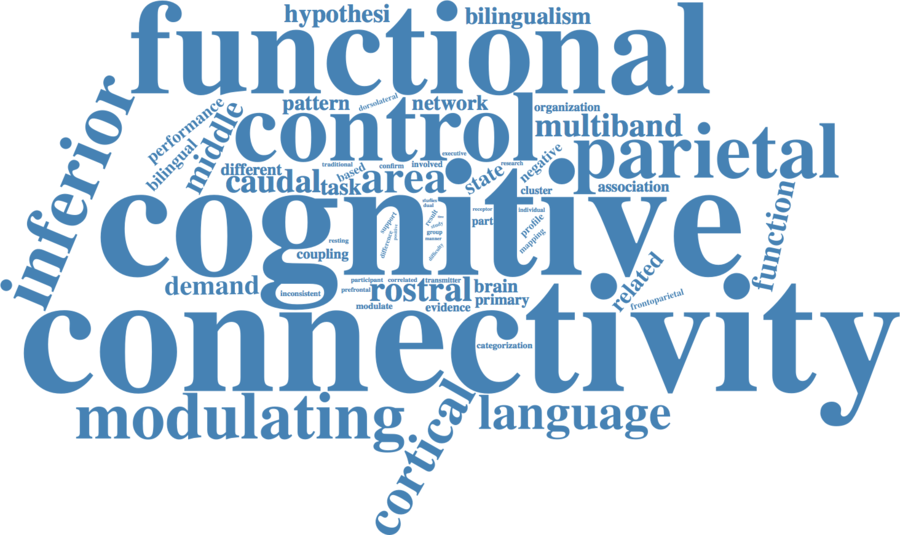 hypothesi
bilingualism
functional
pattern
dorsolateral
network
organization
performance
middle
inferior
control
multiband
bilingual
parietal
different
traditional
based
confirm
involved
executive
state
research
negative
caudal
task
area
cluster
association
cognitive
function
support
difference
positive
studies
dual
result
study
group
manner
difficulty
receptor
part
individual
profile
mapping
resting
coupling
demand
inconsistent
participant
correlated
transmitter
prefrontal
rostral
brain
primary
modulate
evidence
related
frontoparietal
connectivity
categorization
modulating
cortical
language